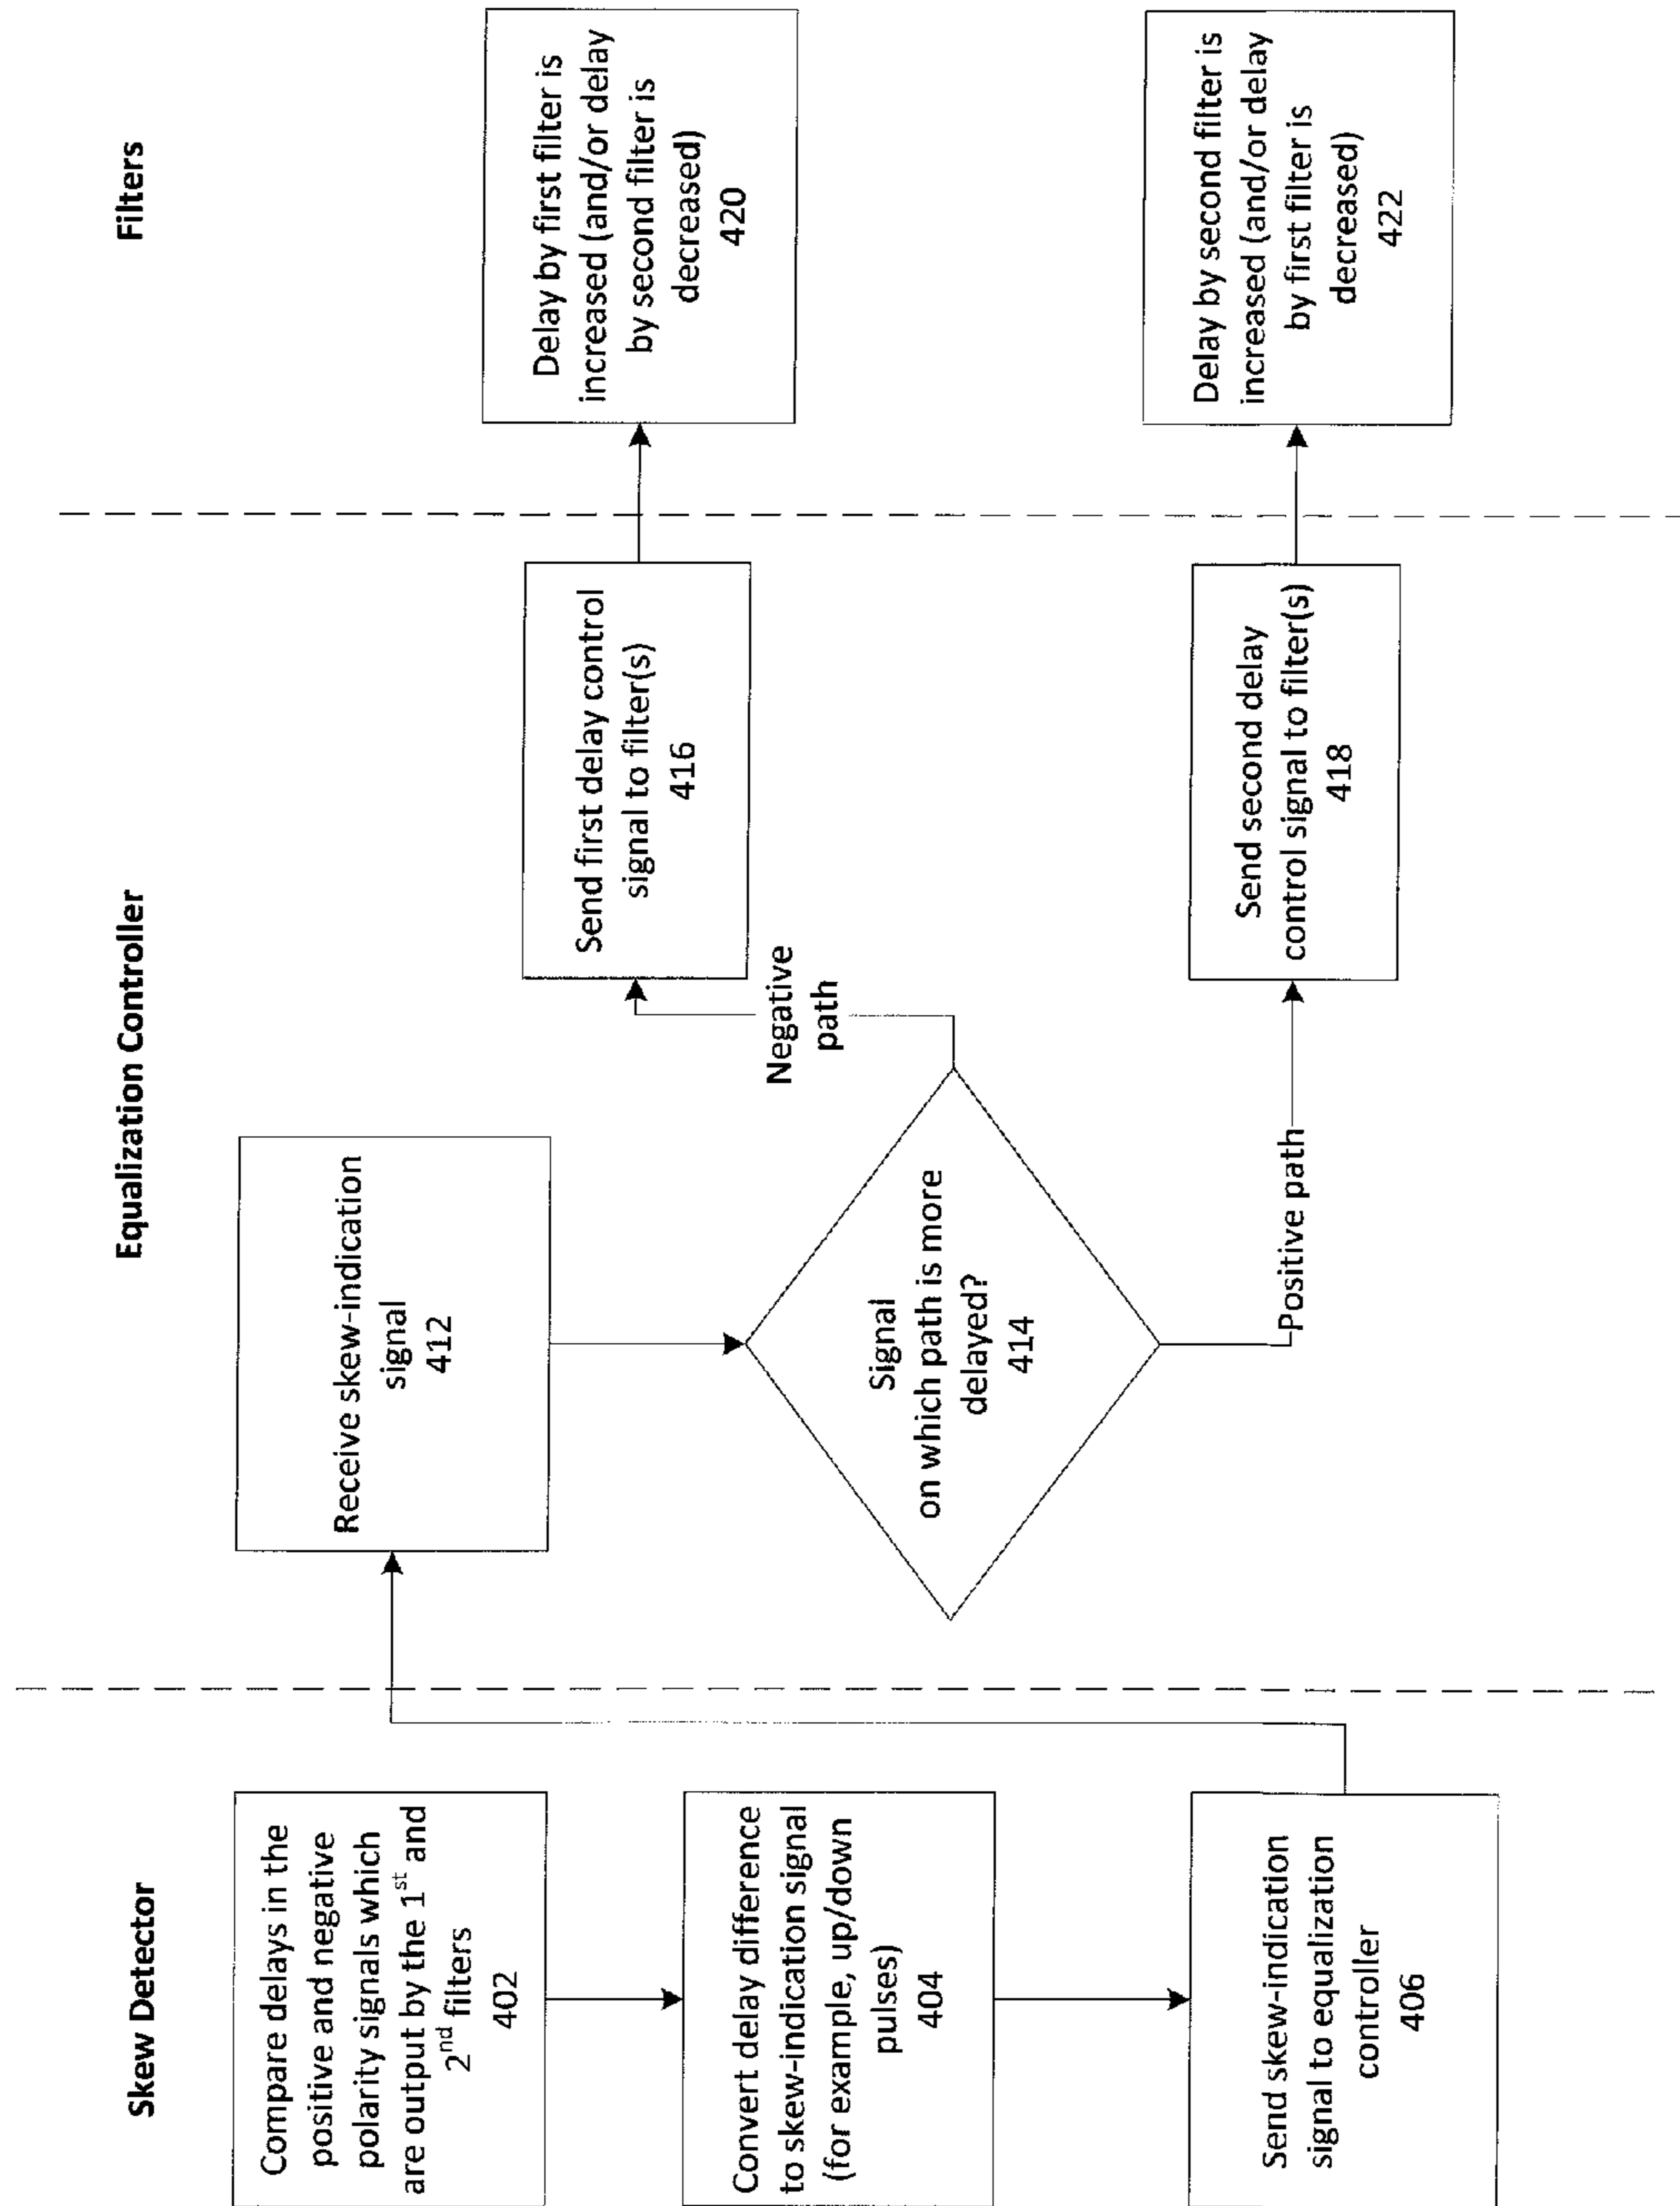 Skew Detector
Compare delays in the
positive and negative
polarity signals which
are output by the 1st and
2nd filters
402
Convert delay difference
to skew-indication signal
(for example, up/down
pulses)
404
Send skew-indication
signal to equalization
controller
406
Equalization Controller
Receive skew-indication
signal
412
Signal
on which path is more
delayed?
414
Negative
path
Positive path
Send first delay control
signal to filter(s)
416
Send second delay
control signal to filter(s)
418
Filters
Delay by first filter is
increased (and/or delay
by second filter is
decreased)
420
Delay by second filter is
increased (and/or delay
by first filter is
decreased)
422